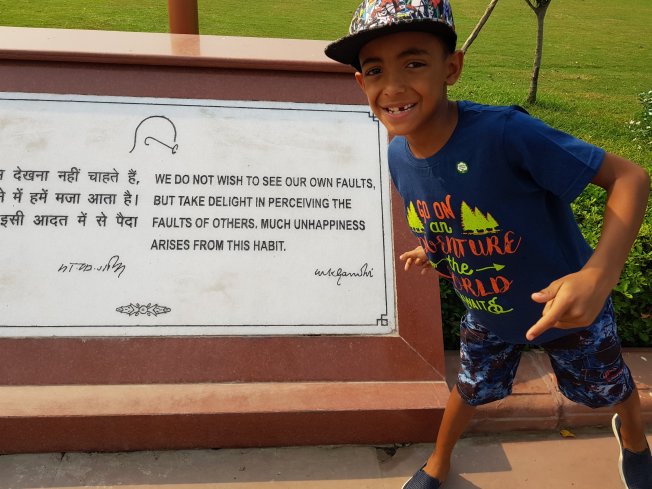 देखना नहीं चाहते हैं,
में हमें मजा आता है।
इसी आदत में से पैदा
WE DO NOT WISH TO SEE OUR OWN FAULTS,
BUT TAKE DELIGHT IN PERCEIVING THE
FAULTS OF OTHERS. MUCH UNHAPPINESS
ARISES FROM THIS HABIT.
mkgandhi
GO ON
an
ADVENTURE
the
WORLD